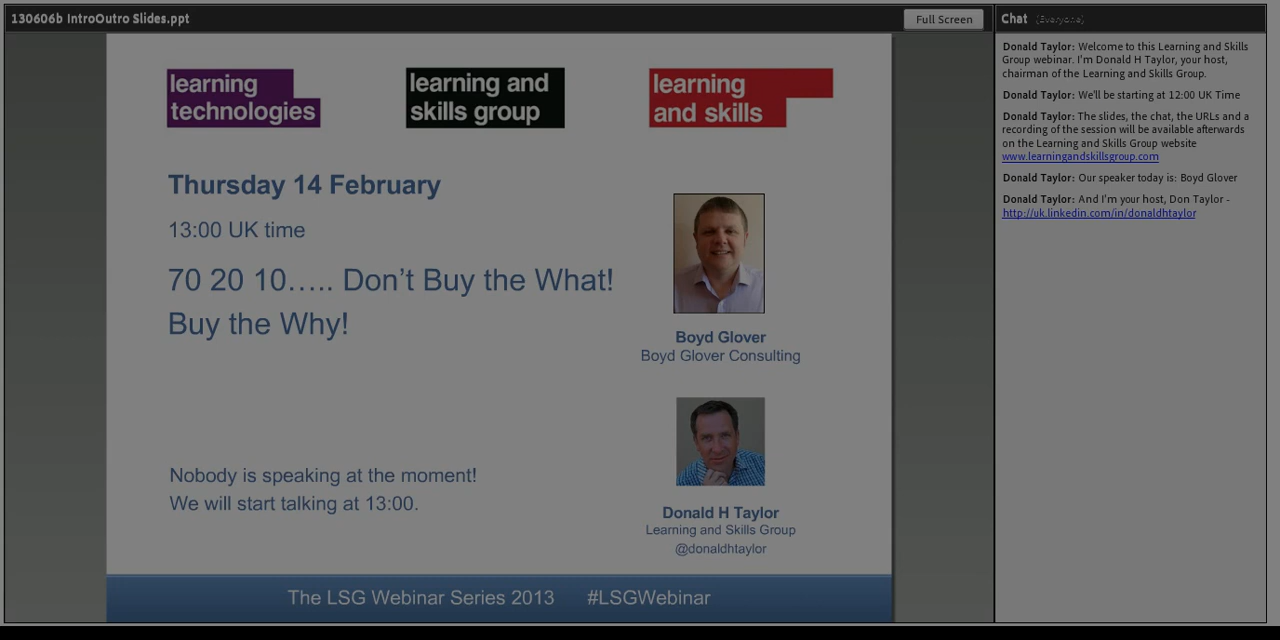 130606b IntroOutro Slides.ppt
Full Screen
learning
technologies
learning and
skills group
learning
and skills
Thursday 14 February
13:00 UK time
70 20 10….. Don’t Buy the What!
Buy the Why!
Boyd Glover
Boyd Glover Consulting
Nobody is speaking at the moment!
We will start talking at 13:00.
Donald H Taylor
Learning and Skills Group
@donaldhtaylor
The LSG Webinar Series 2013 #LSGWebinar
Chat (Everyone)
Donald Taylor: Welcome to this Learning and Skills
Group webinar. I'm Donald H Taylor, your host,
chairman of the Learning and Skills Group.
Donald Taylor: We'll be starting at 12:00 UK Time
Donald Taylor: The slides, the chat, the URLs and a
recording of the session will be available afterwards
on the Learning and Skills Group website
www.learningandskillsgroup.com
Donald Taylor: Our speaker today is: Boyd Glover
Donald Taylor: And I'm your host, Don Taylor -
http://uk.linkedin.com/in/donaldhtaylor